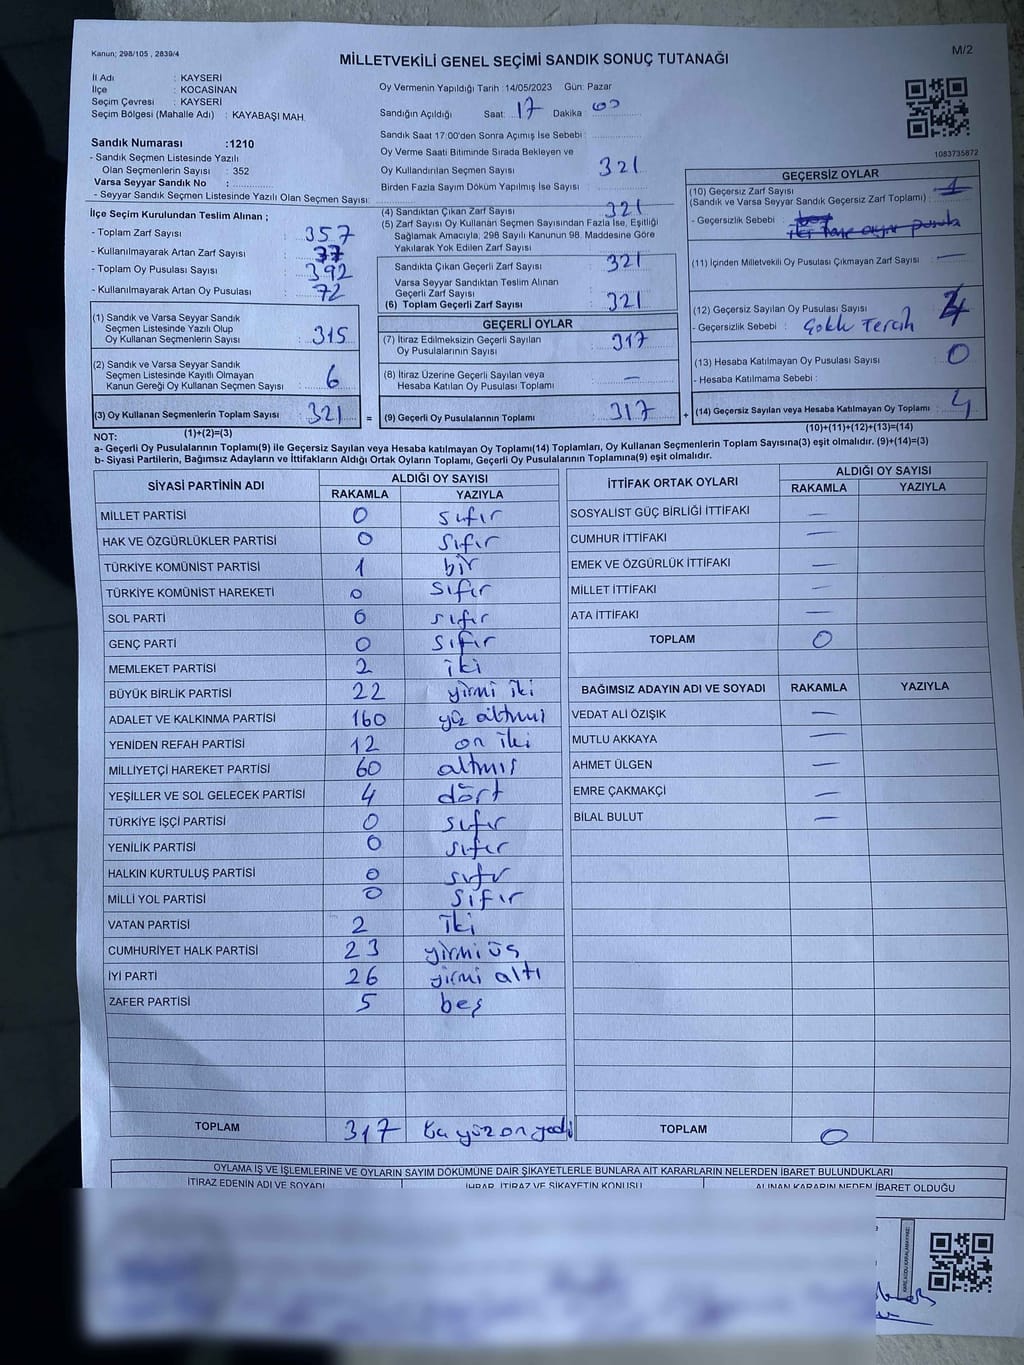 Kanun; 298/105 , 2839/4
MİLLETVEKİLİ GENEL SEÇİMİ SANDIK SONUÇ TUTANAĞI
M/2
İl Adı : KAYSERİ
İlçe : KOCASİNAN
Seçim Çevresi : KAYSERİ
Seçim Bölgesi (Mahalle Adı) : KAYABAŞI MAH.
Sandık Numarası :1210
- Sandık Seçmen Listesinde Yazılı
Olan Seçmenlerin Sayısı : 352
Varsa Seyyar Sandık No :
- Seyyar Sandık Seçmen Listesinde Yazılı Olan Seçmen Sayısı:
Oy Vermenin Yapıldığı Tarih :14/05/2023 Gün: Pazar
Sandığın Açıldığı Saat: 17 Dakika : 00
Sandık Saat 17:00'den Sonra Açımış İse Sebebi :
Oy Verme Saati Bitiminde Sırada Bekleyen ve
Oy Kullandırılan Seçmen Sayısı : 321
Birden Fazla Sayım Döküm Yapılmış İse Sayısı :
1083735872
İlçe Seçim Kurulundan Teslim Alınan ;
- Toplam Zarf Sayısı : 357
- Kullanılmayarak Artan Zarf Sayısı :
- Toplam Oy Pusulası Sayısı : 392
- Kullanılmayarak Artan Oy Pusulası : 72
(1) Sandık ve Varsa Seyyar Sandık
Seçmen Listesinde Yazılı Olup
Oy Kullanan Seçmenlerin Sayısı : 315
(2) Sandık ve Varsa Seyyar Sandık
Seçmen Listesinde Kayıtlı Olmayan
Kanun Gereği Oy Kullanan Seçmen Sayısı : 6
(3) Oy Kullanan Seçmenlerin Toplam Sayısı : 321 =
(1)+(2)=(3)
(4) Sandıktan Çıkan Zarf Sayısı : 321
(5) Zarf Sayısı Oy Kullanan Seçmen Sayısından Fazla İse, Eşitliği
Sağlamak Amacıyla, 298 Sayılı Kanunun 98. Maddesine Göre
Yakılarak Yok Edilen Zarf Sayısı :
Sandıkta Çıkan Geçerli Zarf Sayısı : 321
Varsa Seyyar Sandıktan Teslim Alınan
Geçerli Zarf Sayısı :
(6) Toplam Geçerli Zarf Sayısı : 321
GEÇERLİ OYLAR
(7) İtiraz Edilmeksizin Geçerli Sayılan
Oy Pusulalarının Sayısı : 317
(8) İtiraz Üzerine Geçerli Sayılan veya
Hesaba Katılan Oy Pusulası Toplamı : —
(9) Geçerli Oy Pusulalarının Toplamı : 317 +
GEÇERSİZ OYLAR
(10) Geçersiz Zarf Sayısı
(Sandık ve Varsa Seyyar Sandık Geçersiz Zarf Toplamı) :
- Geçersizlik Sebebi :
(11) İçinden Milletvekili Oy Pusulası Çıkmayan Zarf Sayısı : —
(12) Geçersiz Sayılan Oy Pusulası Sayısı : 4
- Geçersizlik Sebebi : Çoklu Tercih
(13) Hesaba Katılmayan Oy Pusulası Sayısı : 0
- Hesaba Katılmama Sebebi :
(14) Geçersiz Sayılan veya Hesaba Katılmayan Oy Toplamı : 4
(10)+(11)+(12)+(13)=(14)
NOT:
a- Geçerli Oy Pusulalarının Toplamı(9) ile Geçersiz Sayılan veya Hesaba katılmayan Oy Toplamı(14) Toplamları, Oy Kullanan Seçmenlerin Toplam Sayısına(3) eşit olmalıdır. (9)+(14)=(3)
b- Siyasi Partilerin, Bağımsız Adayların ve İttifakların Aldığı Ortak Oyların Toplamı, Geçerli Oy Pusulalarının Toplamına(9) eşit olmalıdır.
SİYASİ PARTİNİN ADI ALDIĞI OY SAYISI
RAKAMLA YAZIYLA
MİLLET PARTİSİ 0 sıfır
HAK VE ÖZGÜRLÜKLER PARTİSİ 0 sıfır
TÜRKİYE KOMÜNİST PARTİSİ 1 bir
TÜRKİYE KOMÜNİST HAREKETİ 0 sıfır
SOL PARTİ 0 sıfır
GENÇ PARTİ 0 sıfır
MEMLEKET PARTİSİ 2 iki
BÜYÜK BİRLİK PARTİSİ 22 yirmi iki
ADALET VE KALKINMA PARTİSİ 160 yüz altmış
YENİDEN REFAH PARTİSİ 12 on iki
MİLLİYETÇİ HAREKET PARTİSİ 60 altmış
YEŞİLLER VE SOL GELECEK PARTİSİ 4 dört
TÜRKİYE İŞÇİ PARTİSİ 0 sıfır
YENİLİK PARTİSİ 0 sıfır
HALKIN KURTULUŞ PARTİSİ 0 sıfır
MİLLİ YOL PARTİSİ 0 sıfır
VATAN PARTİSİ 2 iki
CUMHURİYET HALK PARTİSİ 23 yirmi üç
İYİ PARTİ 26 yirmi altı
ZAFER PARTİSİ 5 beş
TOPLAM 317 yüz on yedi
İTTİFAK ORTAK OYLARI ALDIĞI OY SAYISI
RAKAMLA YAZIYLA
SOSYALİST GÜÇ BİRLİĞİ İTTİFAKI —
CUMHUR İTTİFAKI —
EMEK VE ÖZGÜRLÜK İTTİFAKI —
MİLLET İTTİFAKI —
ATA İTTİFAKI —
TOPLAM 0
BAĞIMSIZ ADAYIN ADI VE SOYADI RAKAMLA YAZIYLA
VEDAT ALİ ÖZIŞIK —
MUTLU AKKAYA —
AHMET ÜLGEN —
EMRE ÇAKMAKÇİ —
BİLAL BULUT —
TOPLAM 0
OYLAMA İŞ VE İŞLEMLERİNE VE OYLARIN SAYIM DÖKÜMÜNE DAİR ŞİKAYETLERLE BUNLARA AİT KARARLARIN NELERDEN İBARET BULUNDUKLARI
İTİRAZ EDENİN ADI VE SOYADI İHBAR, İTİRAZ VE ŞİKAYETİN KONUSU ALINAN KARARIN NEDEN İBARET OLDUĞU